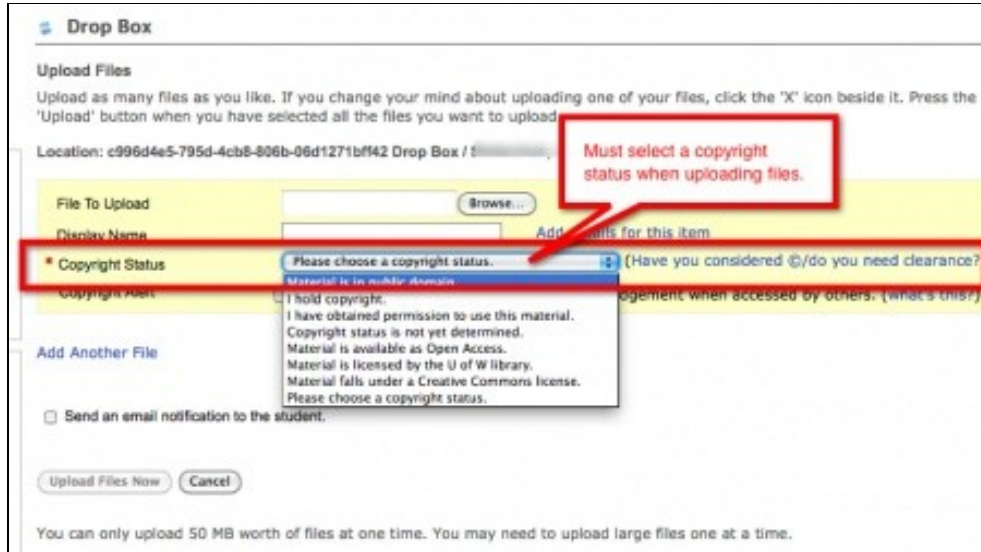 Drop Box
Upload Files
Upload as many files as you like. If you change your mind about uploading one of your files, click the 'X' icon beside it. Press the
'Upload' button when you have selected all the files you want to upload
Location: c996d4e5-795d-4cb8-806b-06d1271bff42 Drop Box /
Must select a copyright
status when uploading files.
File To Upload
Browse...
Display Name
Add for this item
* Copyright Status
Please choose a copyright status.
(Have you considered ©/do you need clearance?
Material is in public domain.
Copyright Alert
when accessed by others. (what's this?)
I hold copyright.
I have obtained permission to use this material.
Copyright status is not yet determined.
Material is available as Open Access.
Material is licensed by the U of W library.
Material falls under a Creative Commons license.
Please choose a copyright status.
Add Another File
Send an email notification to the student.
Upload Files Now
Cancel
You can only upload 50 MB worth of files at one time. You may need to upload large files one at a time.